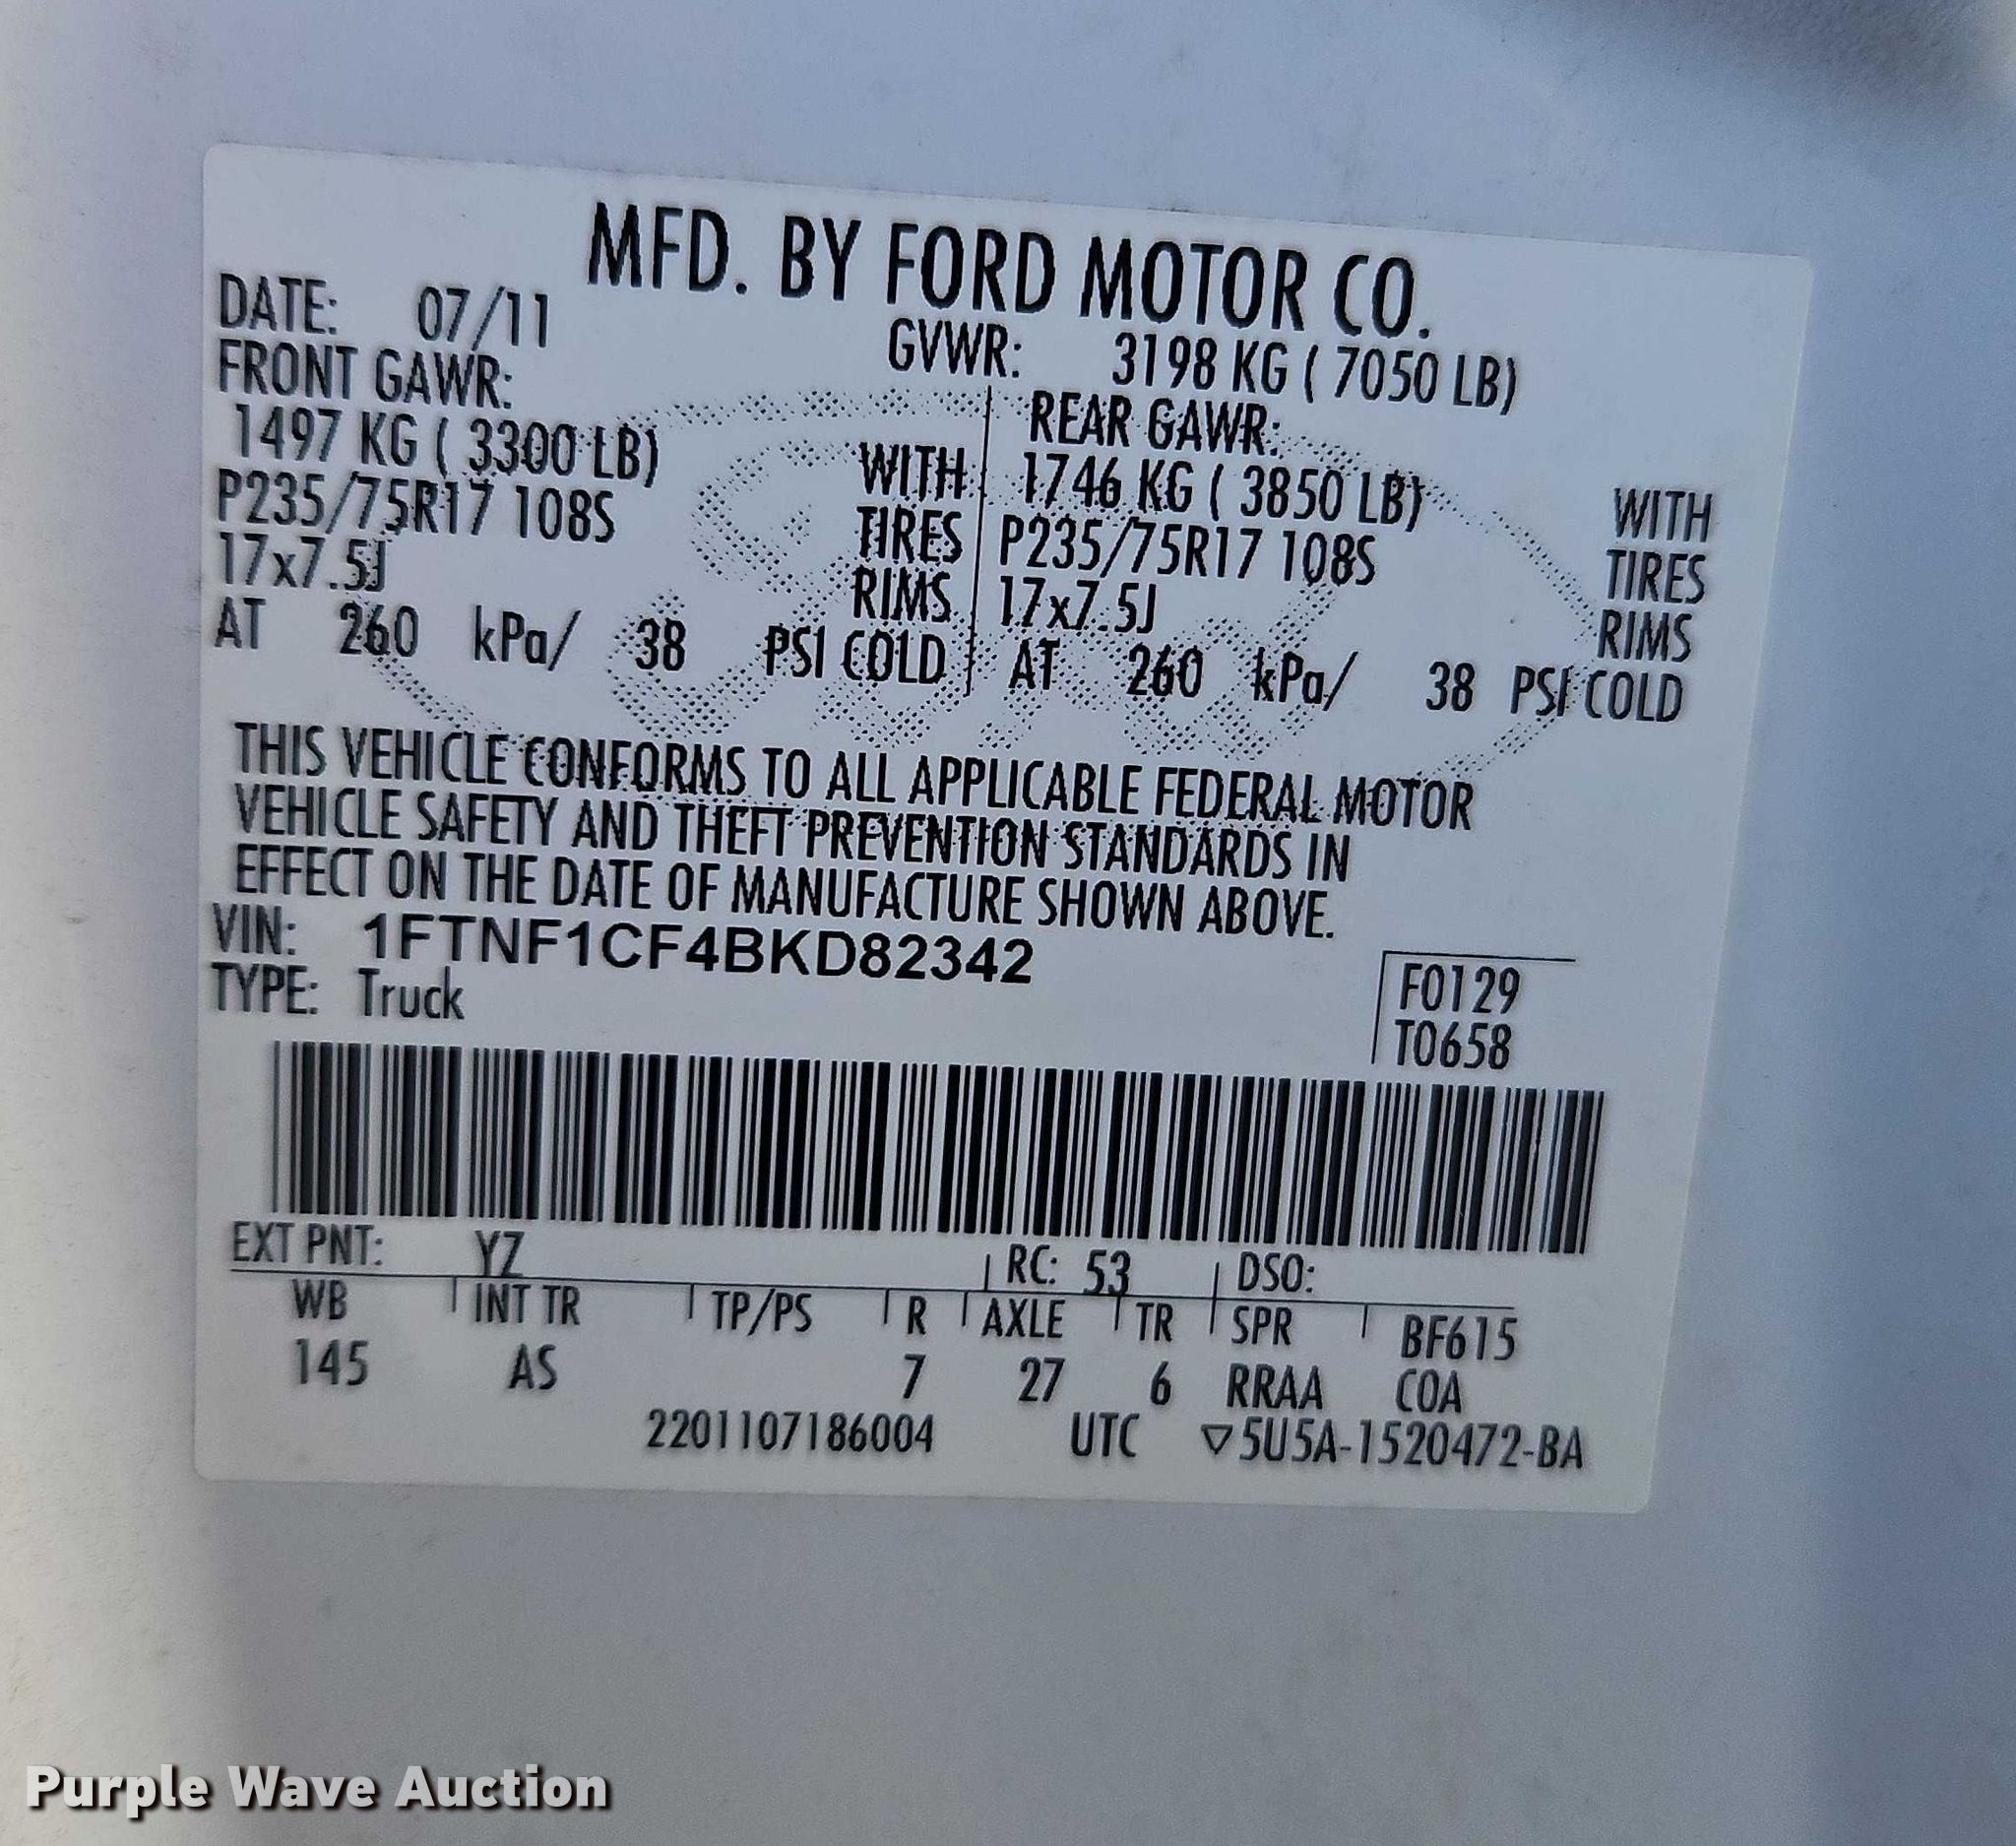 MFD. BY FORD MOTOR CO.
DATE: 07/11
GVWR: 3198 KG ( 7050 LB)
FRONT GAWR:
1497 KG ( 3300 LB) WITH
P235/75R17 108S TIRES
17x7.5J RIMS
AT 260 kPa/ 38 PSI COLD
REAR GAWR:
1746 KG ( 3850 LB) WITH
P235/75R17 108S TIRES
17x7.5J RIMS
AT 260 kPa/ 38 PSI COLD
THIS VEHICLE CONFORMS TO ALL APPLICABLE FEDERAL MOTOR
VEHICLE SAFETY AND THEFT PREVENTION STANDARDS IN
EFFECT ON THE DATE OF MANUFACTURE SHOWN ABOVE.
VIN: 1FTNF1CF4BKD82342
TYPE: Truck
F0129
T0658
EXT PNT: YZ RC: 53 DSO:
WB INT TR TP/PS R AXLE TR SPR BF615
145 AS 7 27 6 RRAA COA
2201107186004 UTC ▽5U5A-1520472-BA
Purple Wave Auction